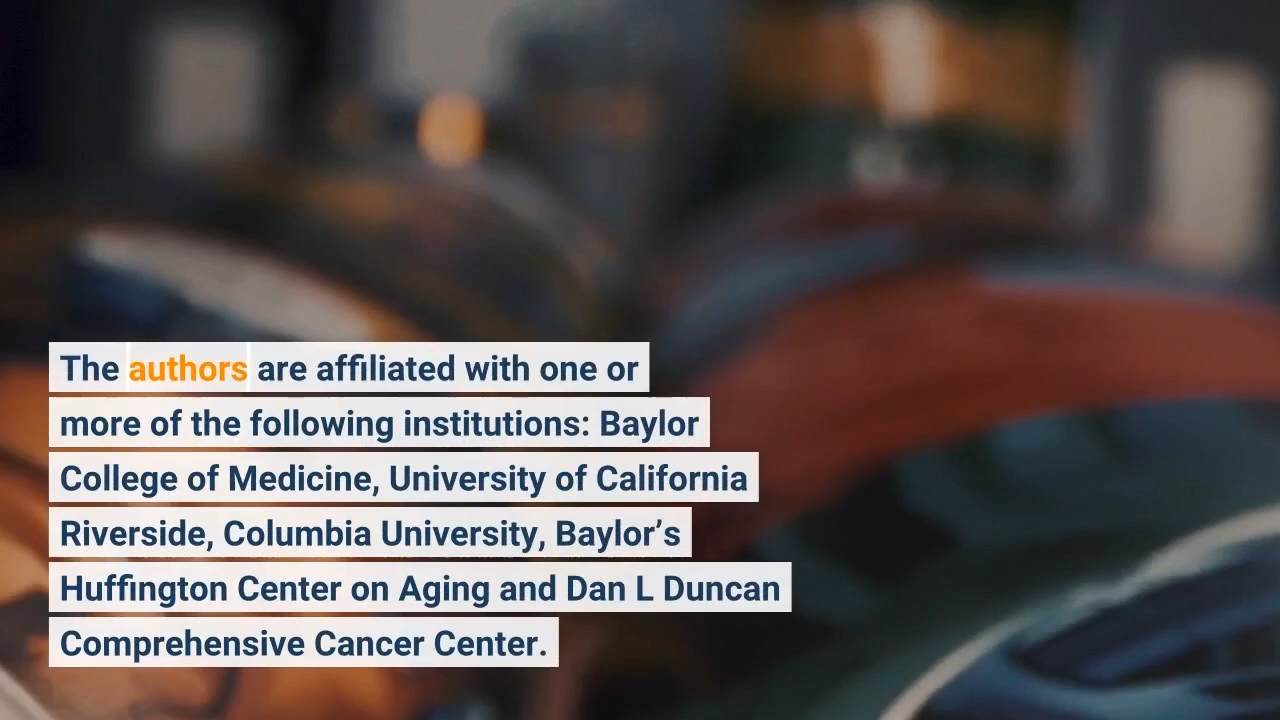 The authors are affiliated with one or
more of the following institutions: Baylor
College of Medicine, University of California
Riverside, Columbia University, Baylor’s
Huffington Center on Aging and Dan L Duncan
Comprehensive Cancer Center.